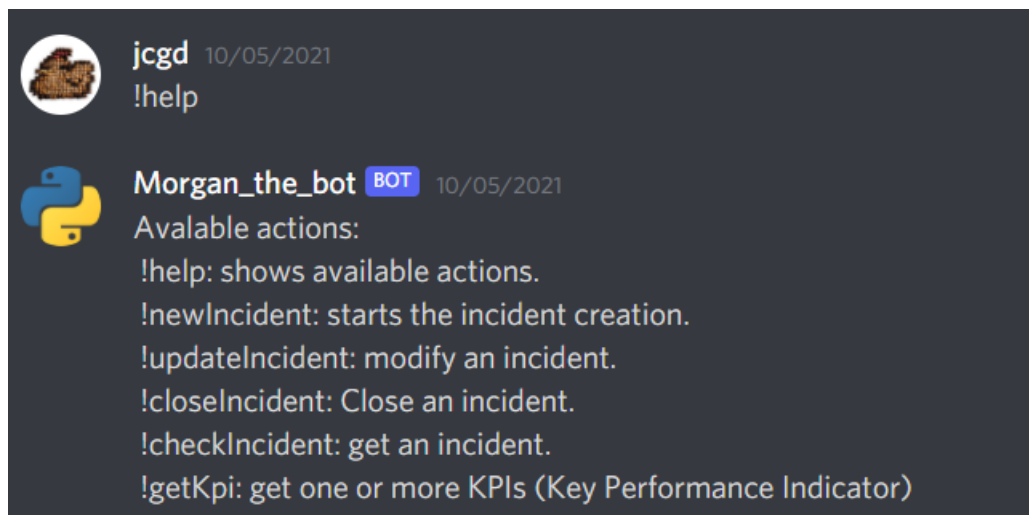 jcgd 10/05/2021
!help
Morgan_the_bot BOT 10/05/2021
Avalable actions:
!help: shows available actions.
!newIncident: starts the incident creation.
!updateIncident: modify an incident.
!closeIncident: Close an incident.
!checkIncident: get an incident.
!getKpi: get one or more KPIs (Key Performance Indicator)